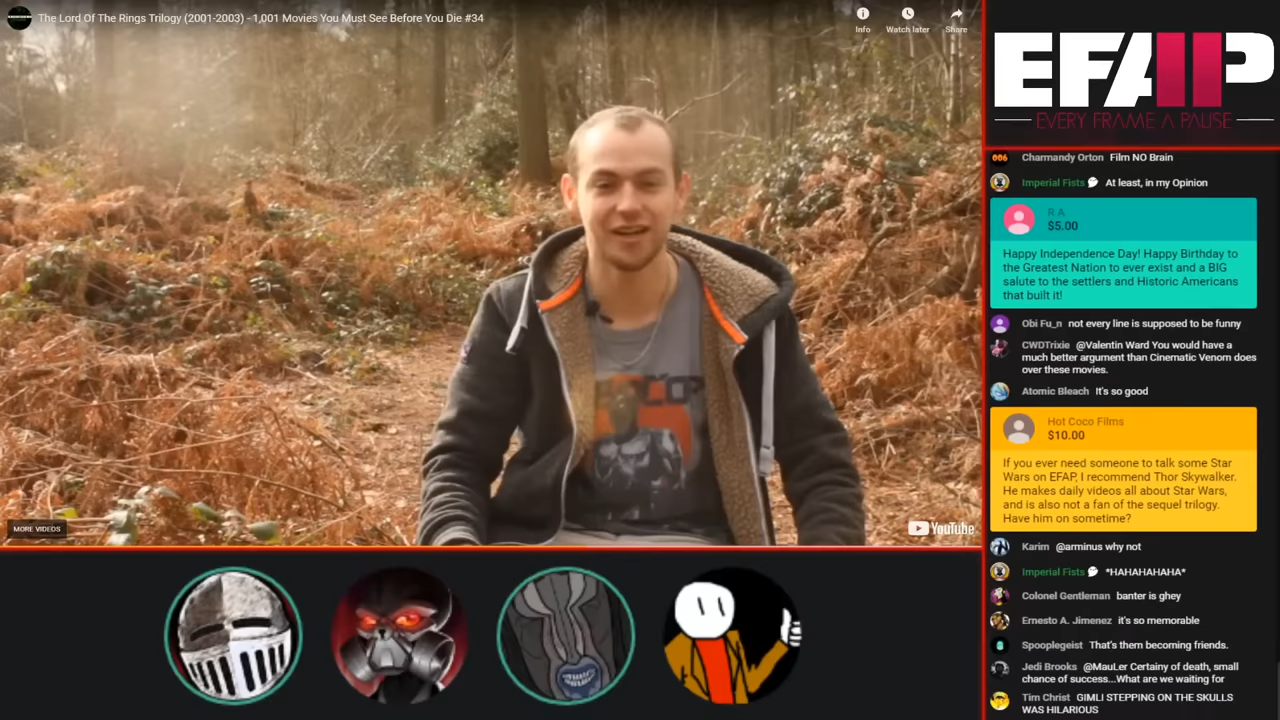 The Lord Of The Rings Trilogy (2001-2003) - 1,001 Movies You Must See Before You Die #34
Info
Watch later
Share
MORE VIDEOS
YouTube
EFAP
EVERY FRAME A PAUSE
Charmandy Orton Film NO Brain
Imperial Fists At least, in my Opinion
R A
$5.00
Happy Independence Day! Happy Birthday to
the Greatest Nation to ever exist and a BIG
salute to the settlers and Historic Americans
that built it!
Obi Fu_n not every line is supposed to be funny
CWDTrixie @Valentin Ward You would have a
much better argument than Cinematic Venom does
over these movies.
Atomic Bleach It's so good
Hot Coco Films
$10.00
If you ever need someone to talk some Star
Wars on EFAP, I recommend Thor Skywalker.
He makes daily videos all about Star Wars,
and is also not a fan of the sequel trilogy.
Have him on sometime?
Karim @arminus why not
Imperial Fists *HAHAHAHAHA*
Colonel Gentleman banter is ghey
Ernesto A. Jimenez it's so memorable
Spooplegeist That's them becoming friends.
Jedi Brooks @MauLer Certainy of death, small
chance of success...What are we waiting for
Tim Christ GIMLI STEPPING ON THE SKULLS
WAS HILARIOUS